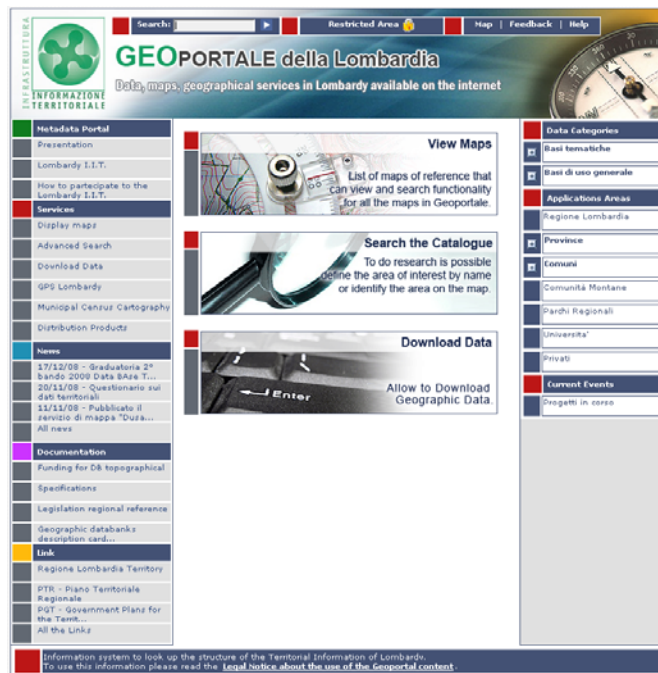 INFRASTRUTTURA
INFORMAZIONE
TERRITORIALE
Search:
Restricted Area
Map | Feedback | Help
GEOPORTALE della Lombardia
Data, maps, geographical services in Lombardy available on the internet
Metadata Portal
Presentation
Lombardy I.I.T.
How to partecipate to the
Lombardy I.I.T.
Services
Display maps
Advanced Search
Download Data
GPS Lombardy
Municipal Census Cartography
Distribution Products
News
17/12/08 - Graduatoria 2°
bando 2008 Data BAse T...
20/11/08 - Questionario sui
dati territoriali
11/11/08 - Pubblicato il
servizio di mappa "Dusa...
All news
Documentation
Funding for DB topographical
Specifications
Legislation regional reference
Geographic databanks
description card...
Link
Regione Lombardia Territory
PTR - Piano Territoriale
Regionale
PGT - Government Plans for
the Territ...
All the Links
View Maps
List of maps of reference that
can view and search functionality
for all the maps in Geoportale.
Search the Catalogue
To do research is possible
define the area of interest by name
or identify the area on the map.
Download Data
Enter
Allow to Download
Geographic Data.
Data Categories
Basi tematiche
Basi di uso generale
Applications Areas
Regione Lombardia
Province
Comuni
Comunitá Montane
Parchi Regionali
Universita'
Privati
Current Events
Progetti in corso
Information system to look up the structure of the Territorial Information of Lombardy.
To use this information please read the Legal Notice about the use of the Geoportal content.